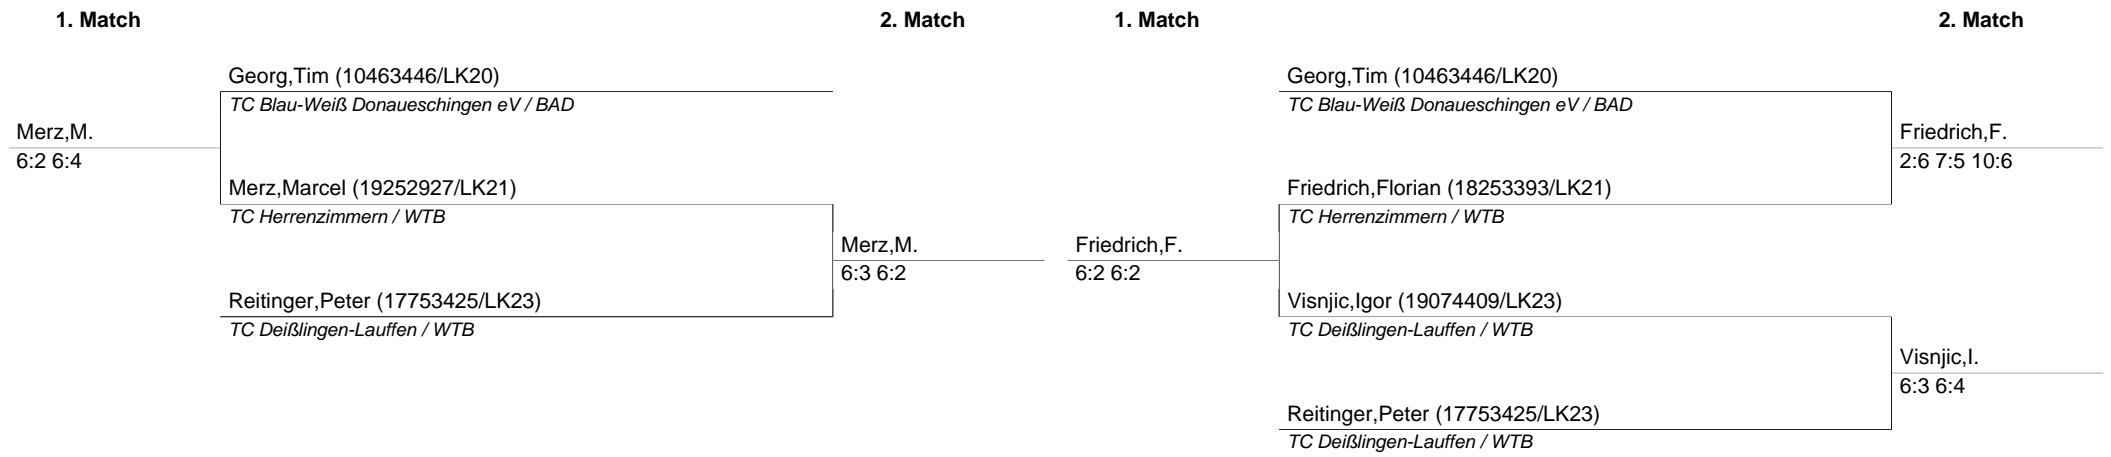 1. Match
2. Match
1. Match
2. Match
Georg,Tim (10463446/LK20)
TC Blau-Weiß Donaueschingen eV / BAD
Merz,M.
6:2 6:4
Merz,Marcel (19252927/LK21)
TC Herrenzimmern / WTB
Merz,M.
6:3 6:2
Reitinger,Peter (17753425/LK23)
TC Deißlingen-Lauffen / WTB
Georg,Tim (10463446/LK20)
TC Blau-Weiß Donaueschingen eV / BAD
Friedrich,F.
2:6 7:5 10:6
Friedrich,Florian (18253393/LK21)
TC Herrenzimmern / WTB
Friedrich,F.
6:2 6:2
Visnjic,Igor (19074409/LK23)
TC Deißlingen-Lauffen / WTB
Visnjic,I.
6:3 6:4
Reitinger,Peter (17753425/LK23)
TC Deißlingen-Lauffen / WTB